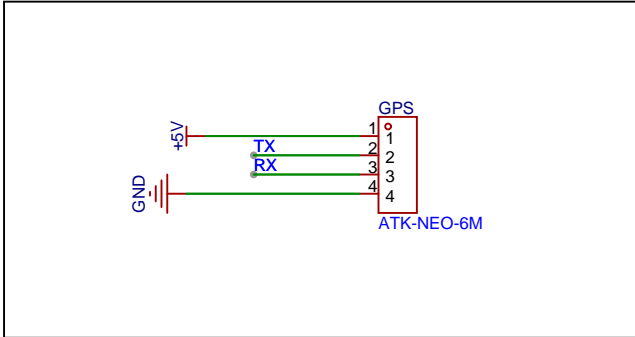 GPS
+5V
1 1
TX
2 2
RX
3 3
GND
4 4
ATK-NEO-6M